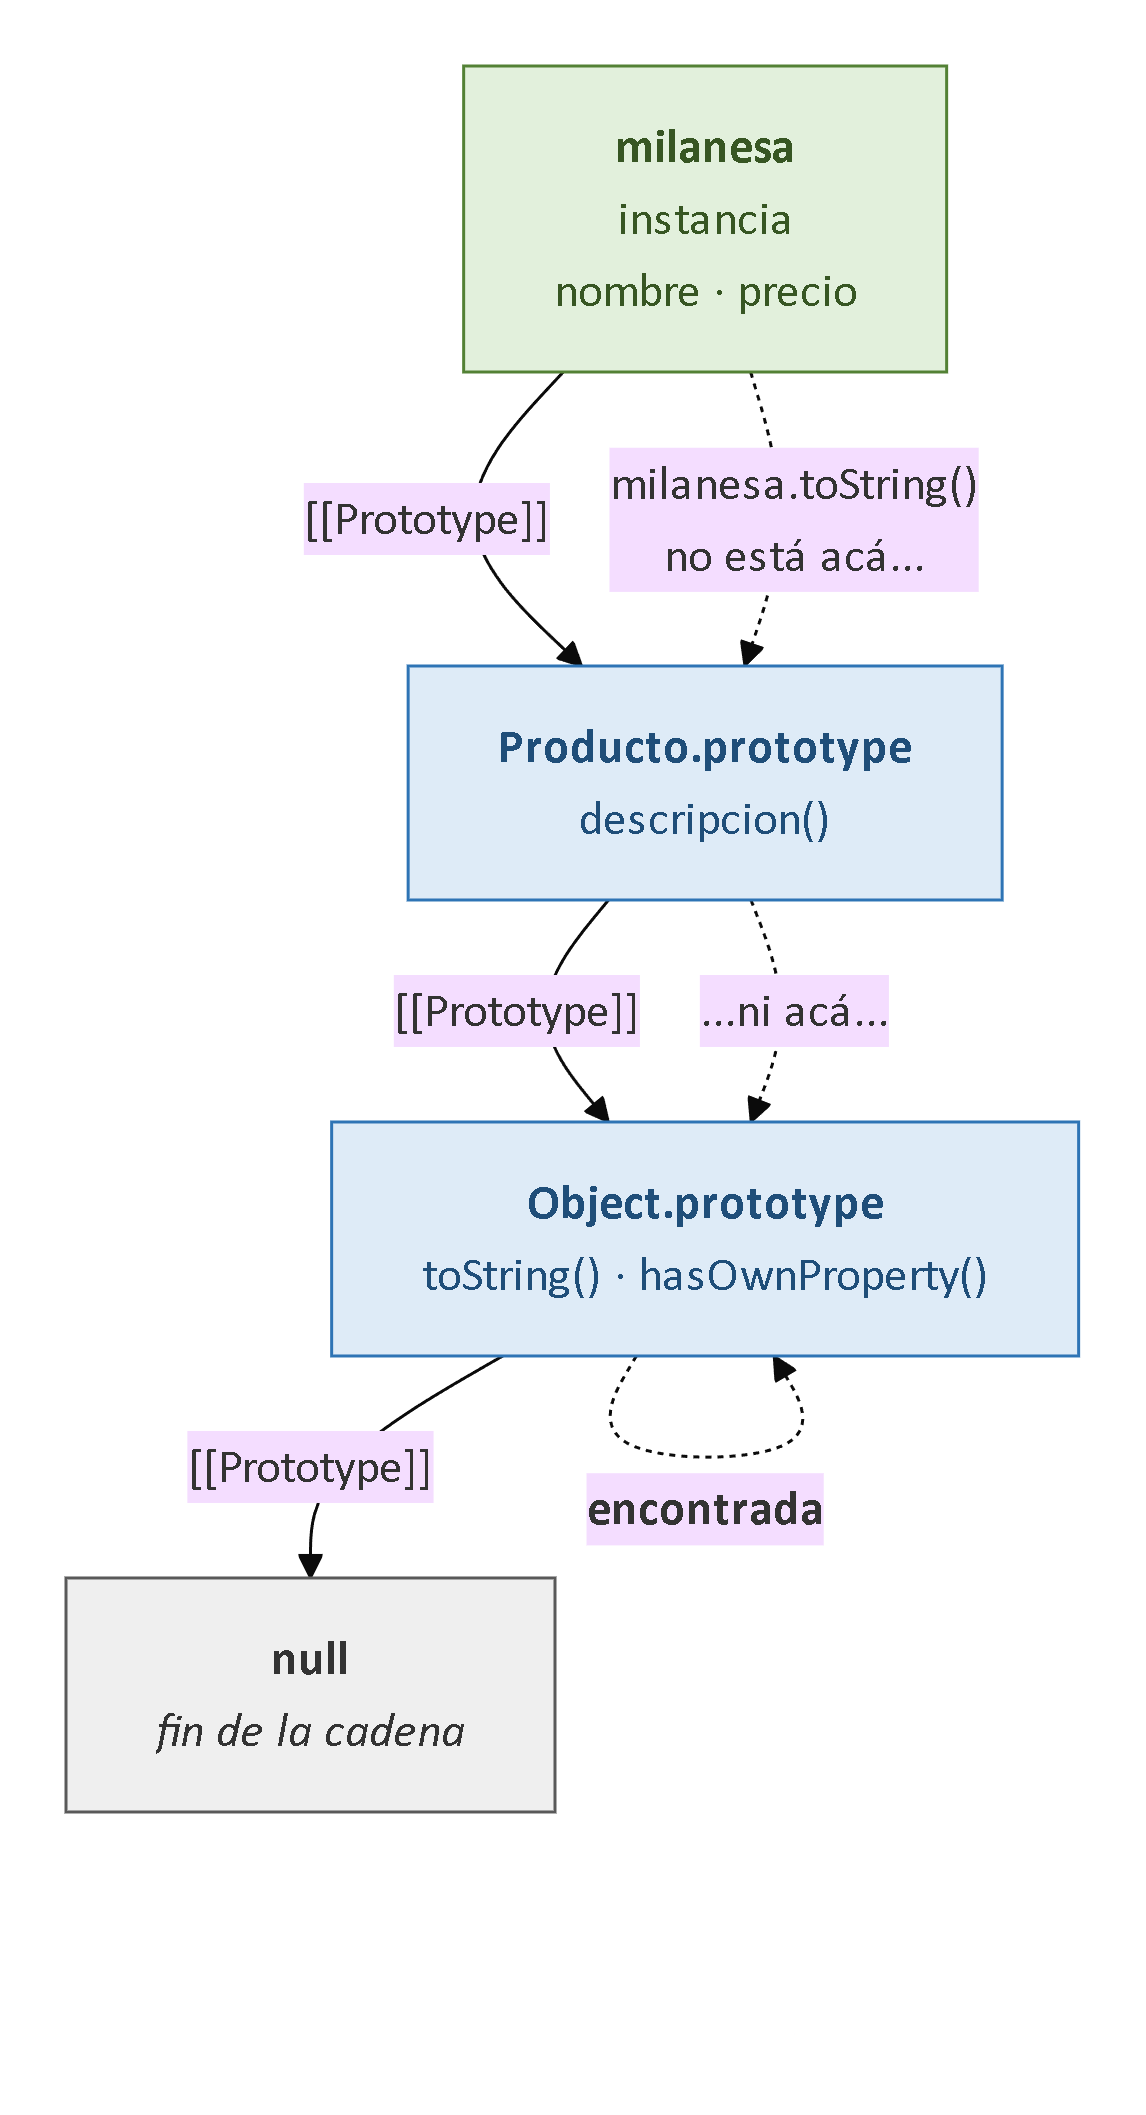 milanesa
instancia
nombre · precio
[[Prototype]]
milanesa.toString()
no está acá...
Producto.prototype
descripcion()
[[Prototype]]
...ni acá...
Object.prototype
toString() · hasOwnProperty()
[[Prototype]]
encontrada
null
fin de la cadena